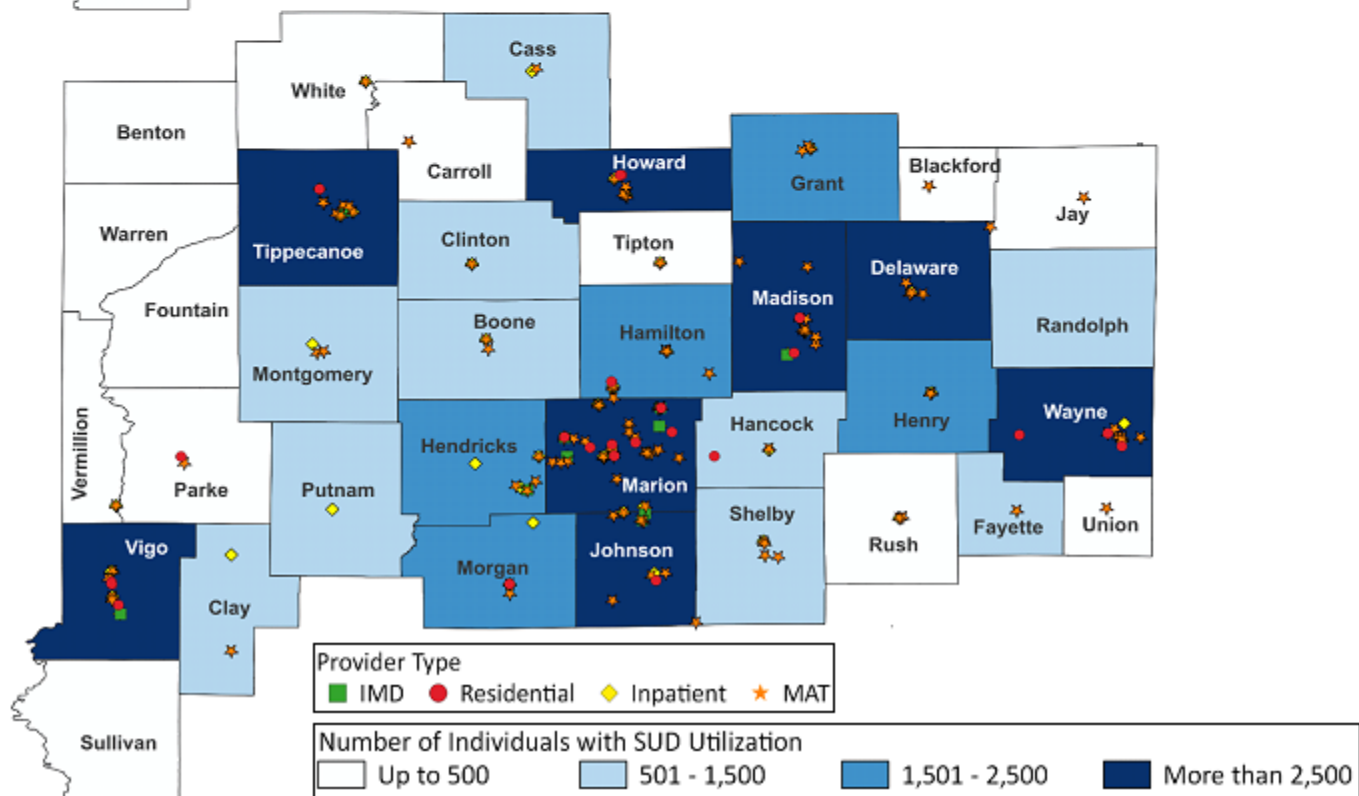 Cass
White
Benton
Carroll
Howard
Grant
Blackford
Jay
Warren
Tippecanoe
Clinton
Tipton
Delaware
Madison
Fountain
Boone
Hamilton
Randolph
Montgomery
Vermillion
Parke
Putnam
Hendricks
Marion
Hancock
Henry
Wayne
Shelby
Rush
Fayette
Union
Vigo
Clay
Morgan
Johnson
Sullivan
Provider Type
IMD Residential Inpatient MAT
Number of Individuals with SUD Utilization
Up to 500 501 - 1,500 1,501 - 2,500 More than 2,500